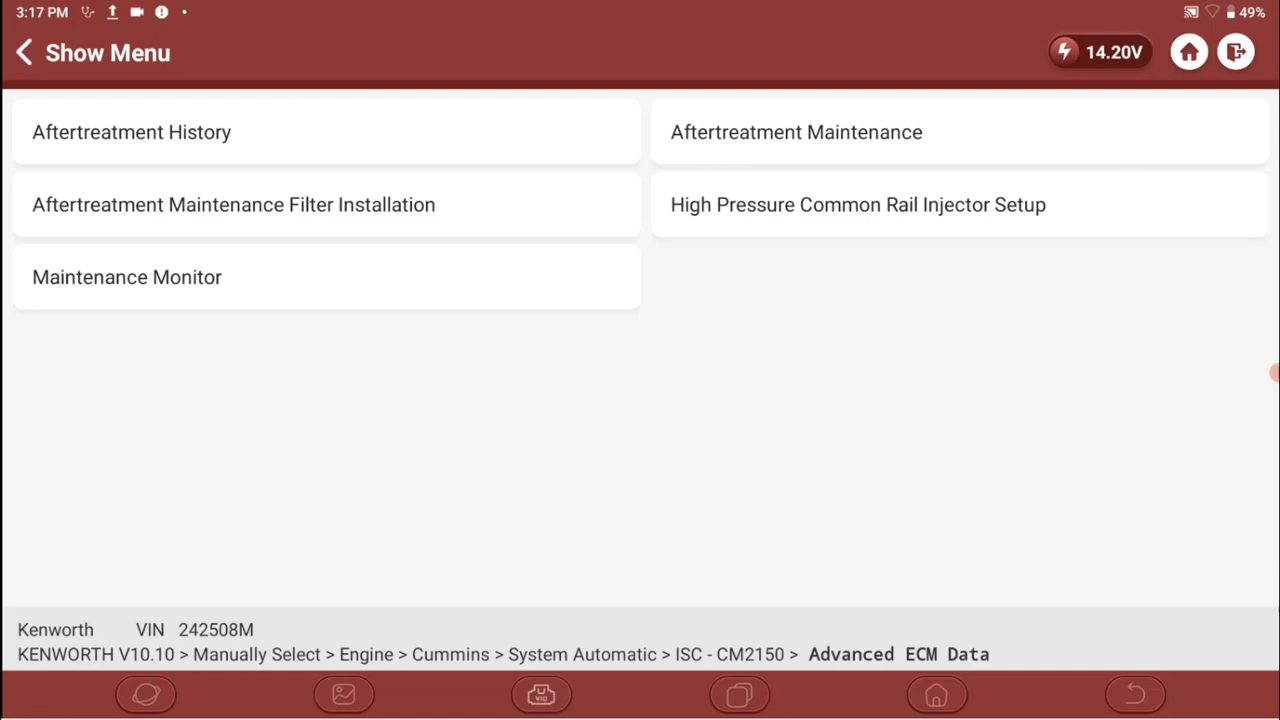 3:17 PM 49%
Show Menu 14.20V
Aftertreatment History
Aftertreatment Maintenance
Aftertreatment Maintenance Filter Installation
High Pressure Common Rail Injector Setup
Maintenance Monitor
Kenworth VIN 242508M
KENWORTH V10.10 > Manually Select > Engine > Cummins > System Automatic > ISC - CM2150 > Advanced ECM Data
VIC